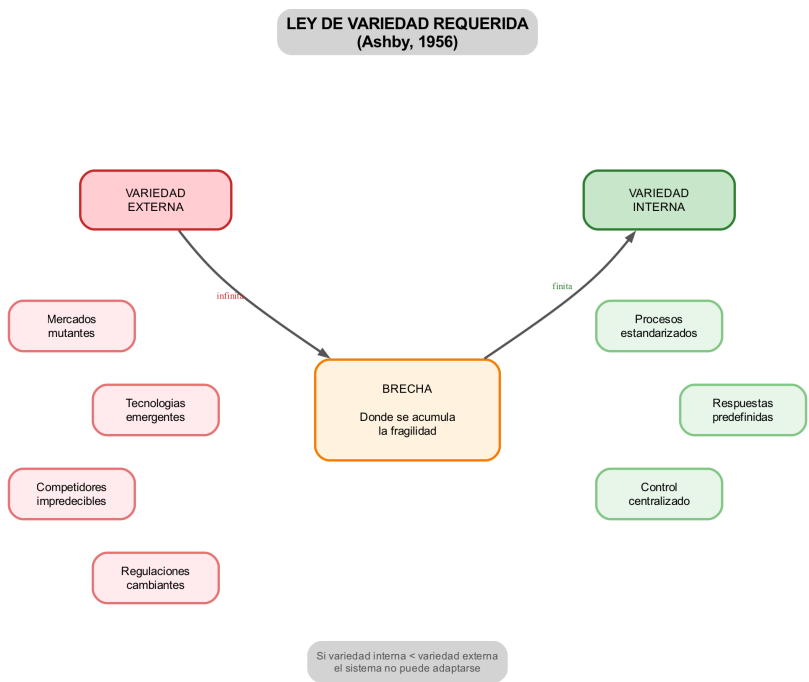 LEY DE VARIEDAD REQUERIDA
(Ashby, 1956)
VARIEDAD
EXTERNA
VARIEDAD
INTERNA
infinita
finita
Mercados
mutantes
Procesos
estandarizados
Tecnologias
emergentes
BRECHA
Donde se acumula
la fragilidad
Respuestas
predefinidas
Competidores
impredecibles
Control
centralizado
Regulaciones
cambiantes
Si variedad interna < variedad externa
el sistema no puede adaptarse